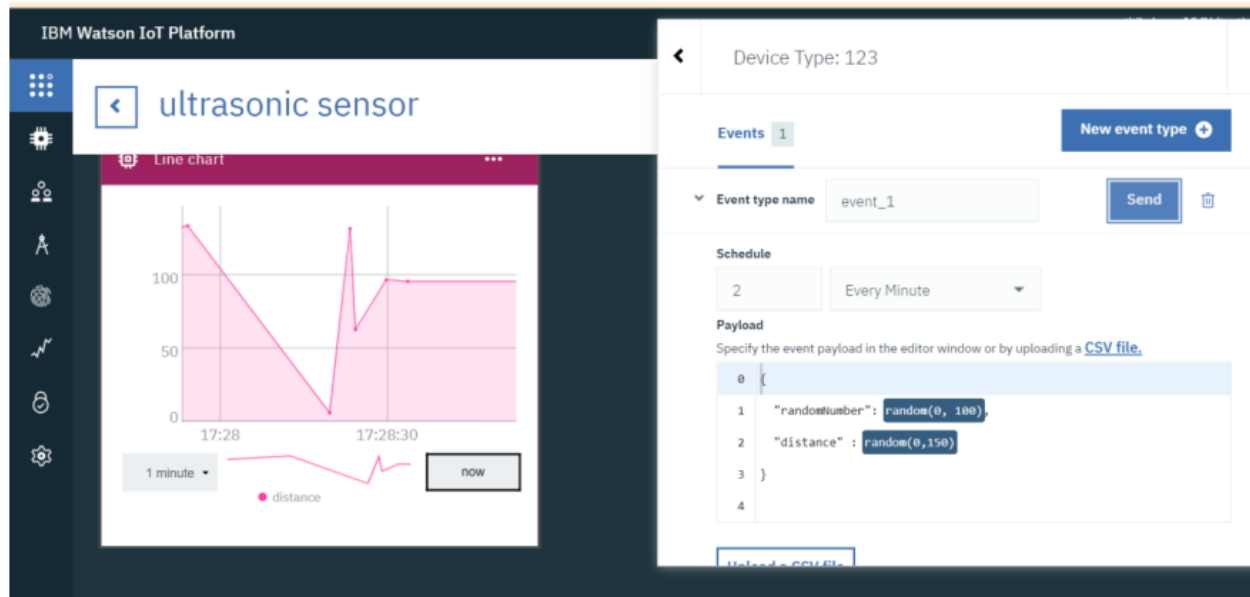 IBM Watson IoT Platform
ultrasonic sensor
Line chart
100
50
0
17:28
17:28:30
1 minute
now
distance
Device Type: 123
Events 1
New event type
Event type name
event_1
Send
Schedule
2
Every Minute
Payload
Specify the event payload in the editor window or by uploading a CSV file.
0 {
1 "randomNumber": random(0, 100),
2 "distance" : random(0,150)
3 }
4
Upload a CSV file